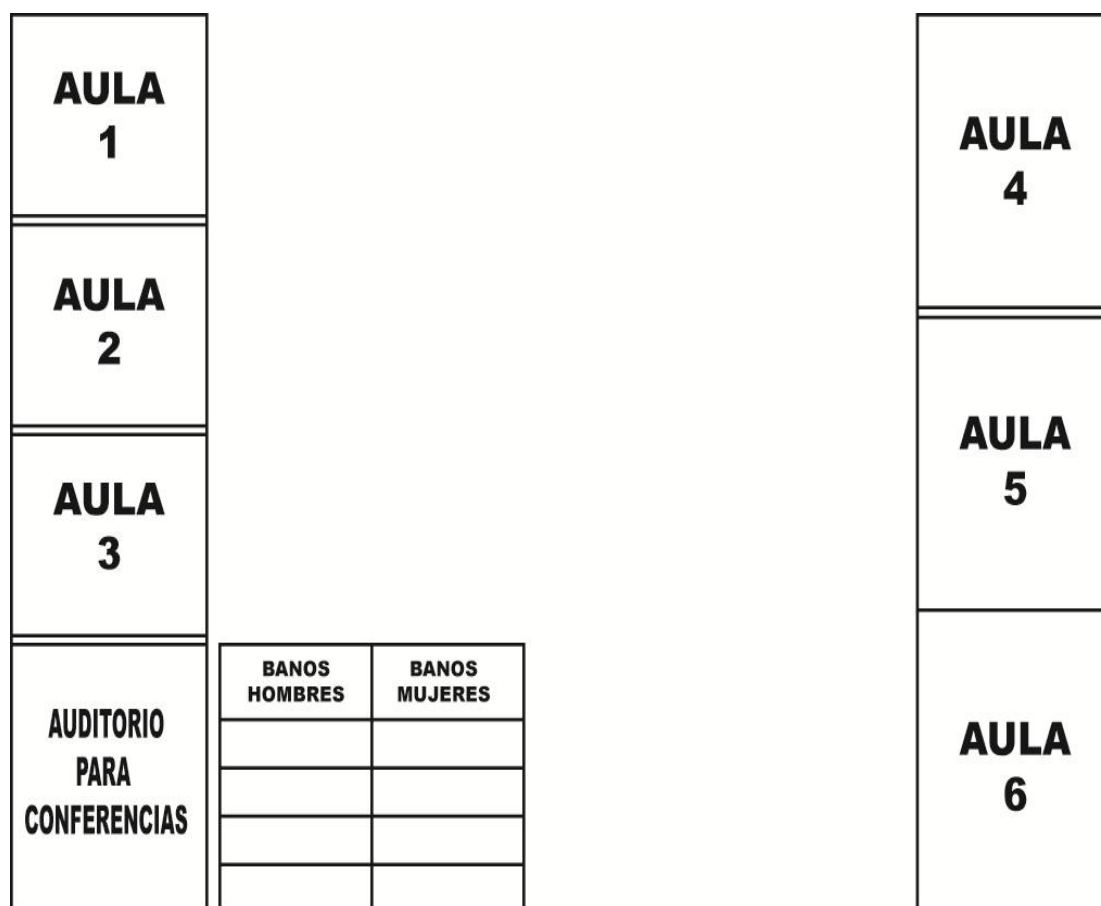 AULA
1
AULA
2
AULA
3
AUDITORIO
PARA
CONFERENCIAS
BANOS
HOMBRES
BANOS
MUJERES
AULA
4
AULA
5
AULA
6